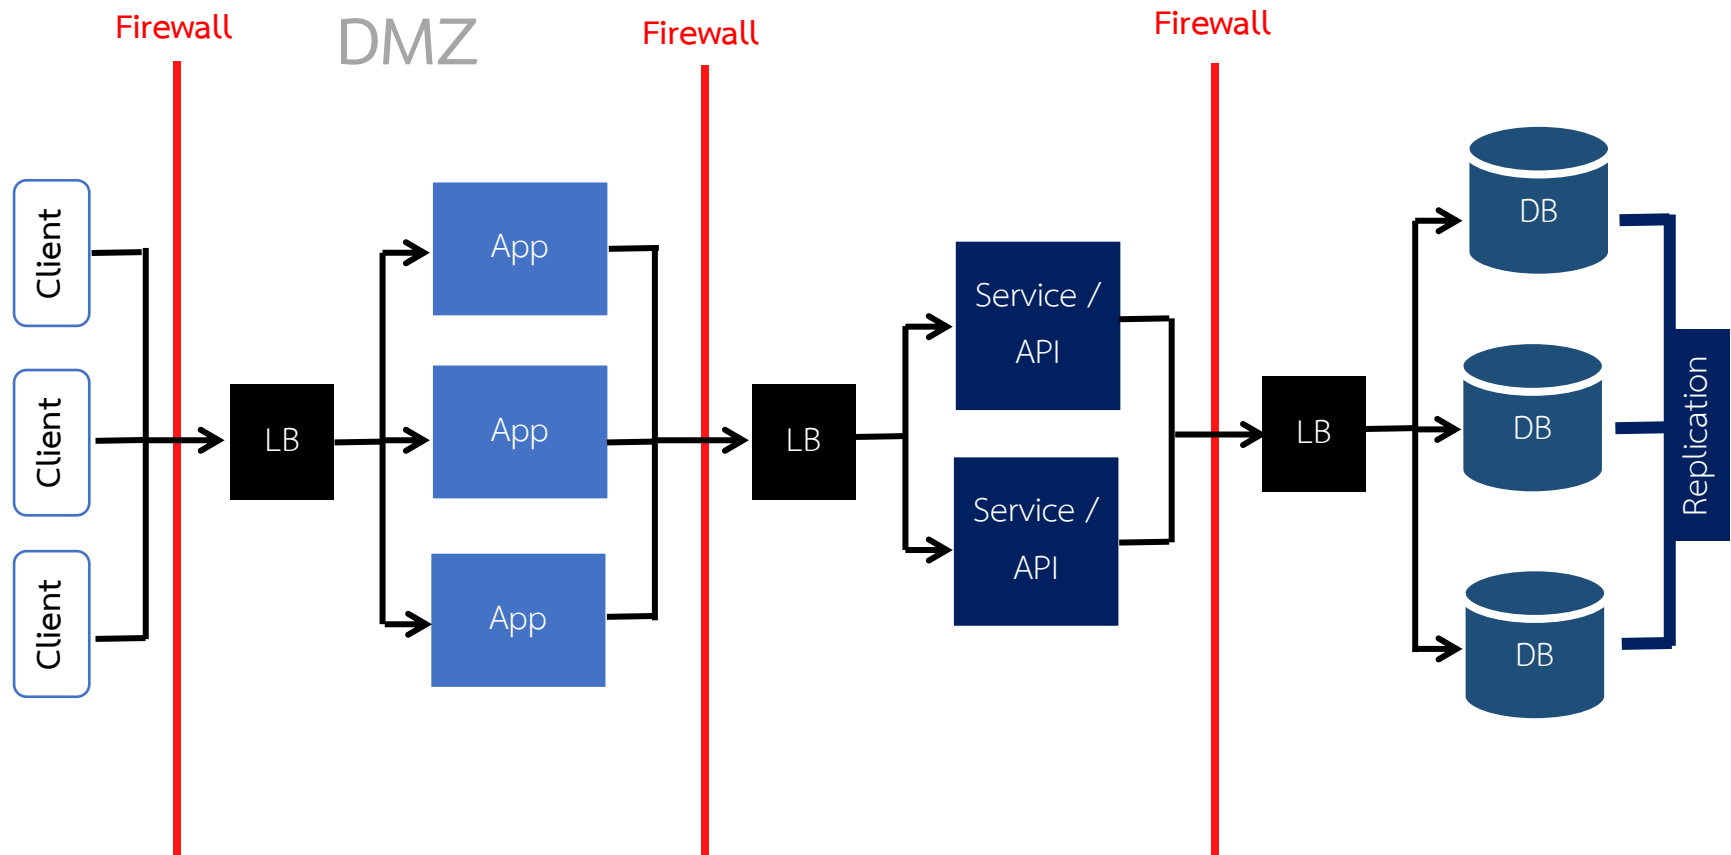 Firewall
DMZ
Firewall
Firewall
Client
Client
Client
LB
App
App
App
LB
Service /
API
Service /
API
LB
DB
DB
DB
Replication